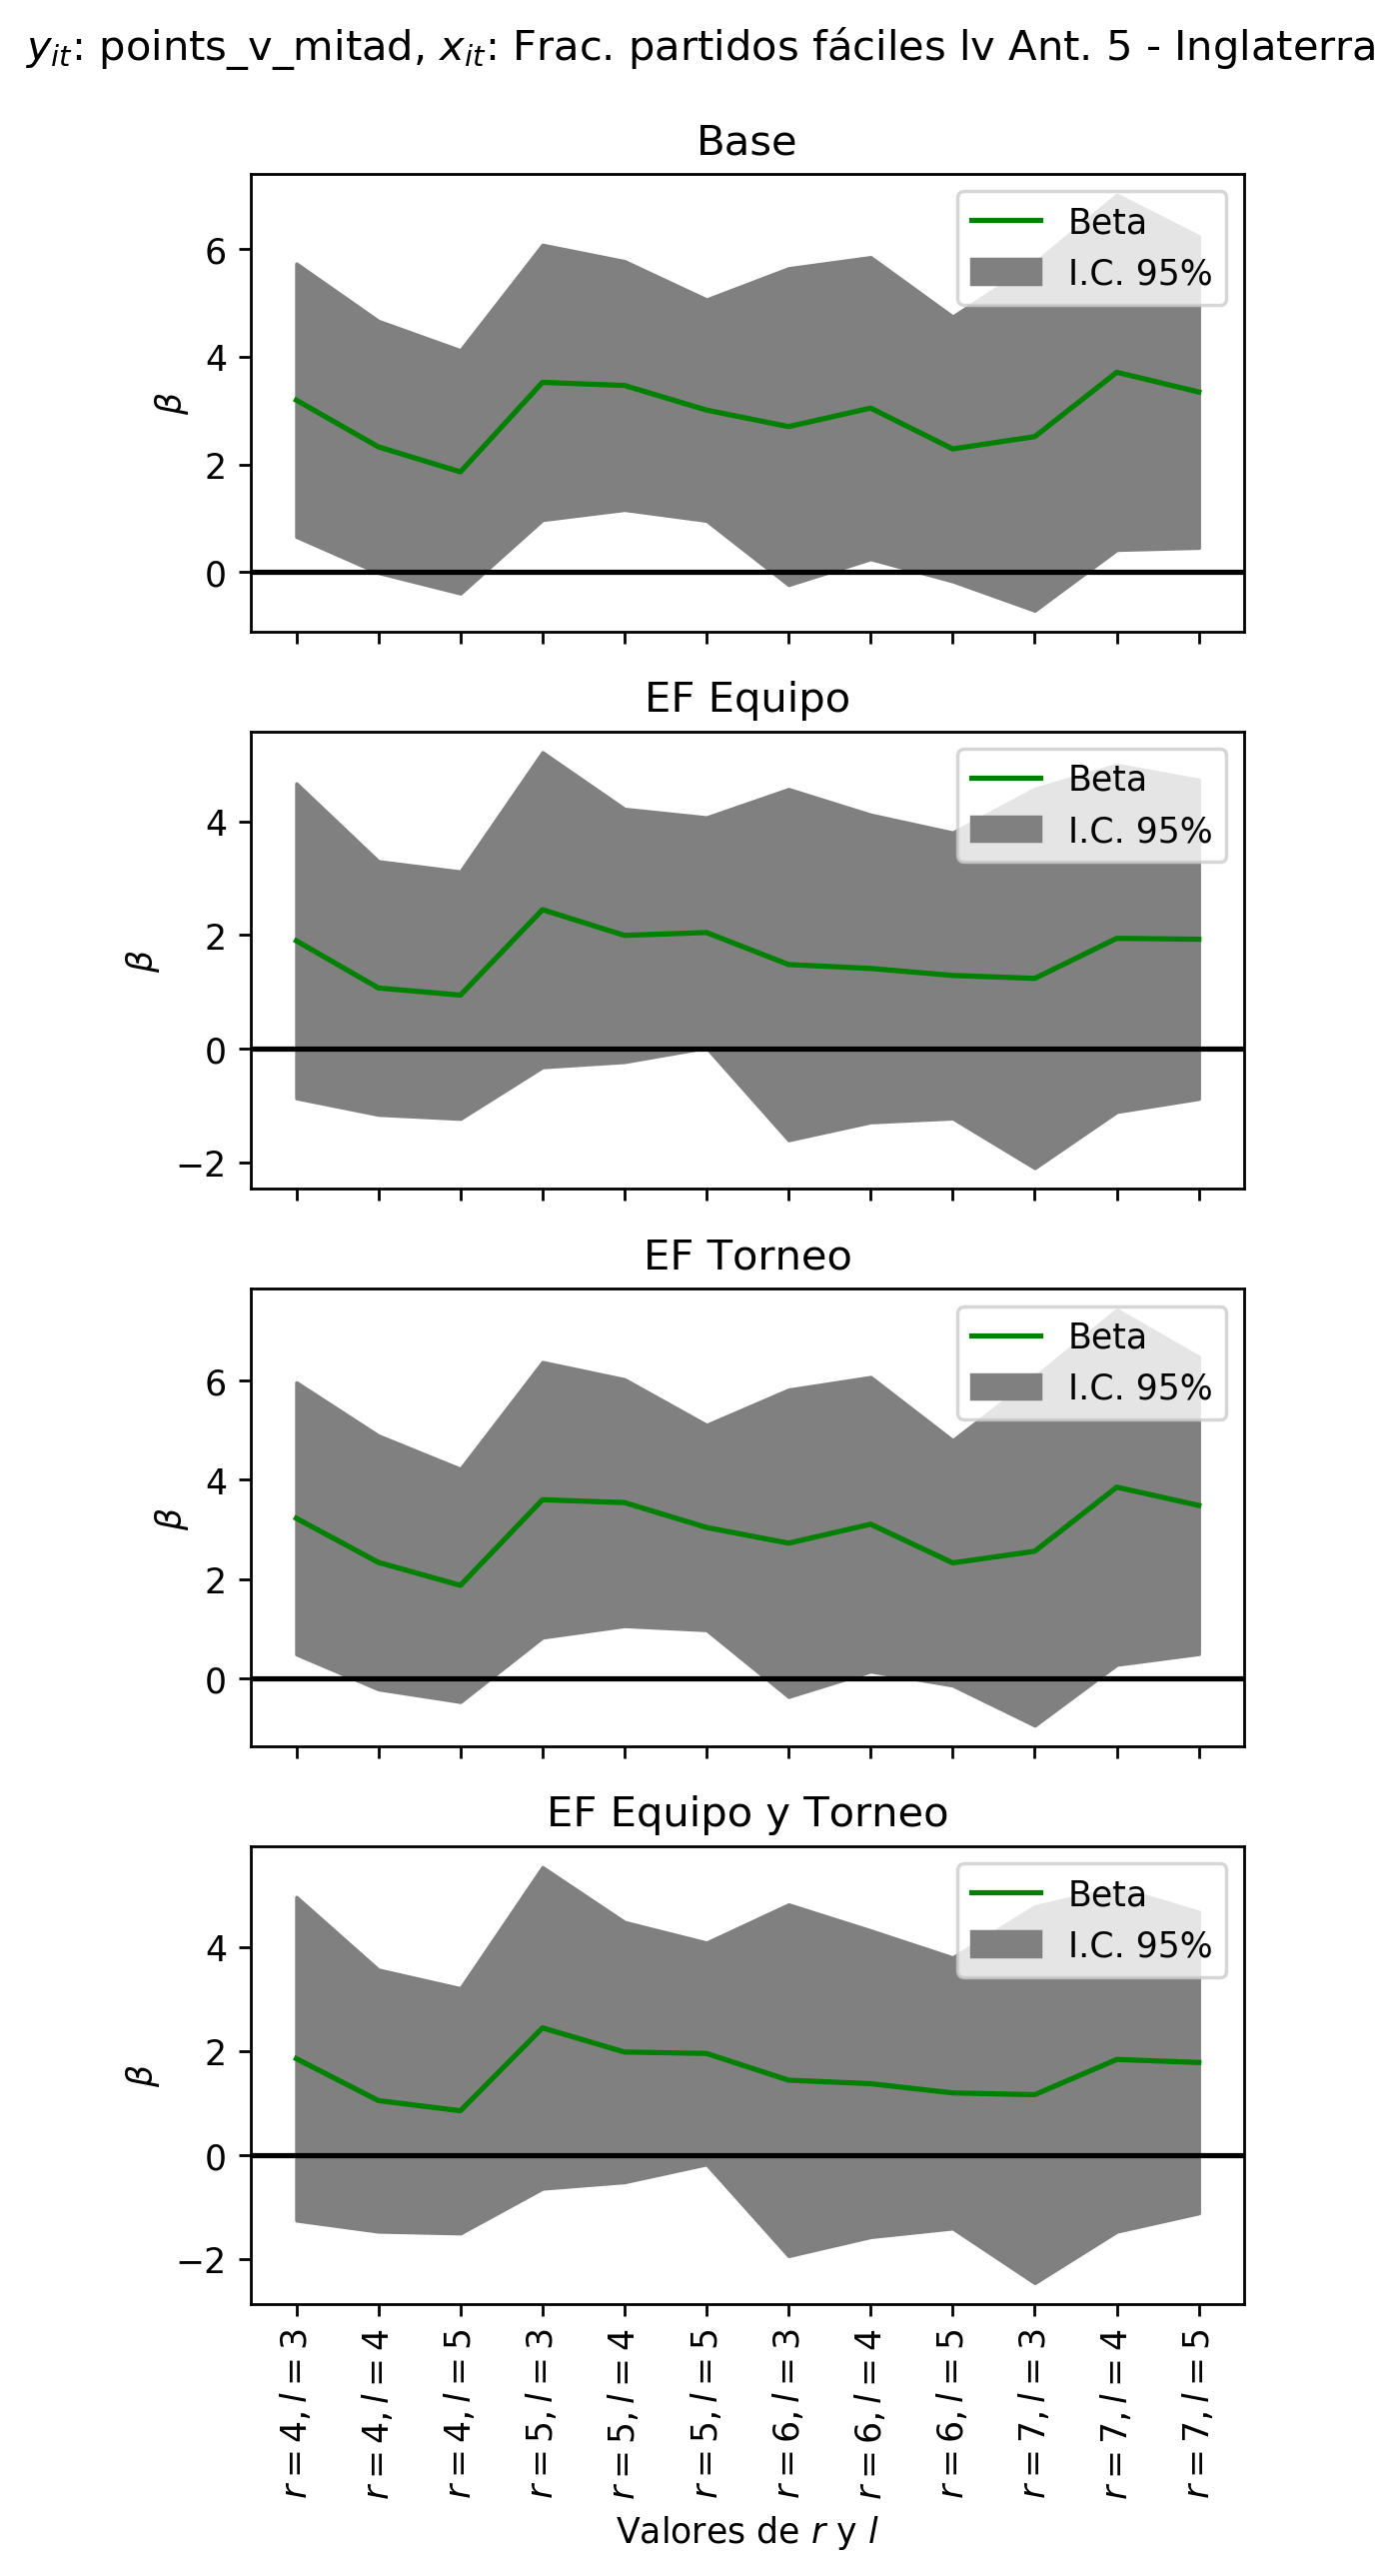 y_it: points_v_mitad, x_it: Frac. partidos fáciles lv Ant. 5 - Inglaterra
Base
Beta
I.C. 95%
6
4
2
0
β
EF Equipo
Beta
I.C. 95%
4
2
0
−2
β
EF Torneo
Beta
I.C. 95%
6
4
2
0
β
EF Equipo y Torneo
Beta
I.C. 95%
4
2
0
−2
β
r = 4, l = 3
r = 4, l = 4
r = 4, l = 5
r = 5, l = 3
r = 5, l = 4
r = 5, l = 5
r = 6, l = 3
r = 6, l = 4
r = 6, l = 5
r = 7, l = 3
r = 7, l = 4
r = 7, l = 5
Valores de r y l